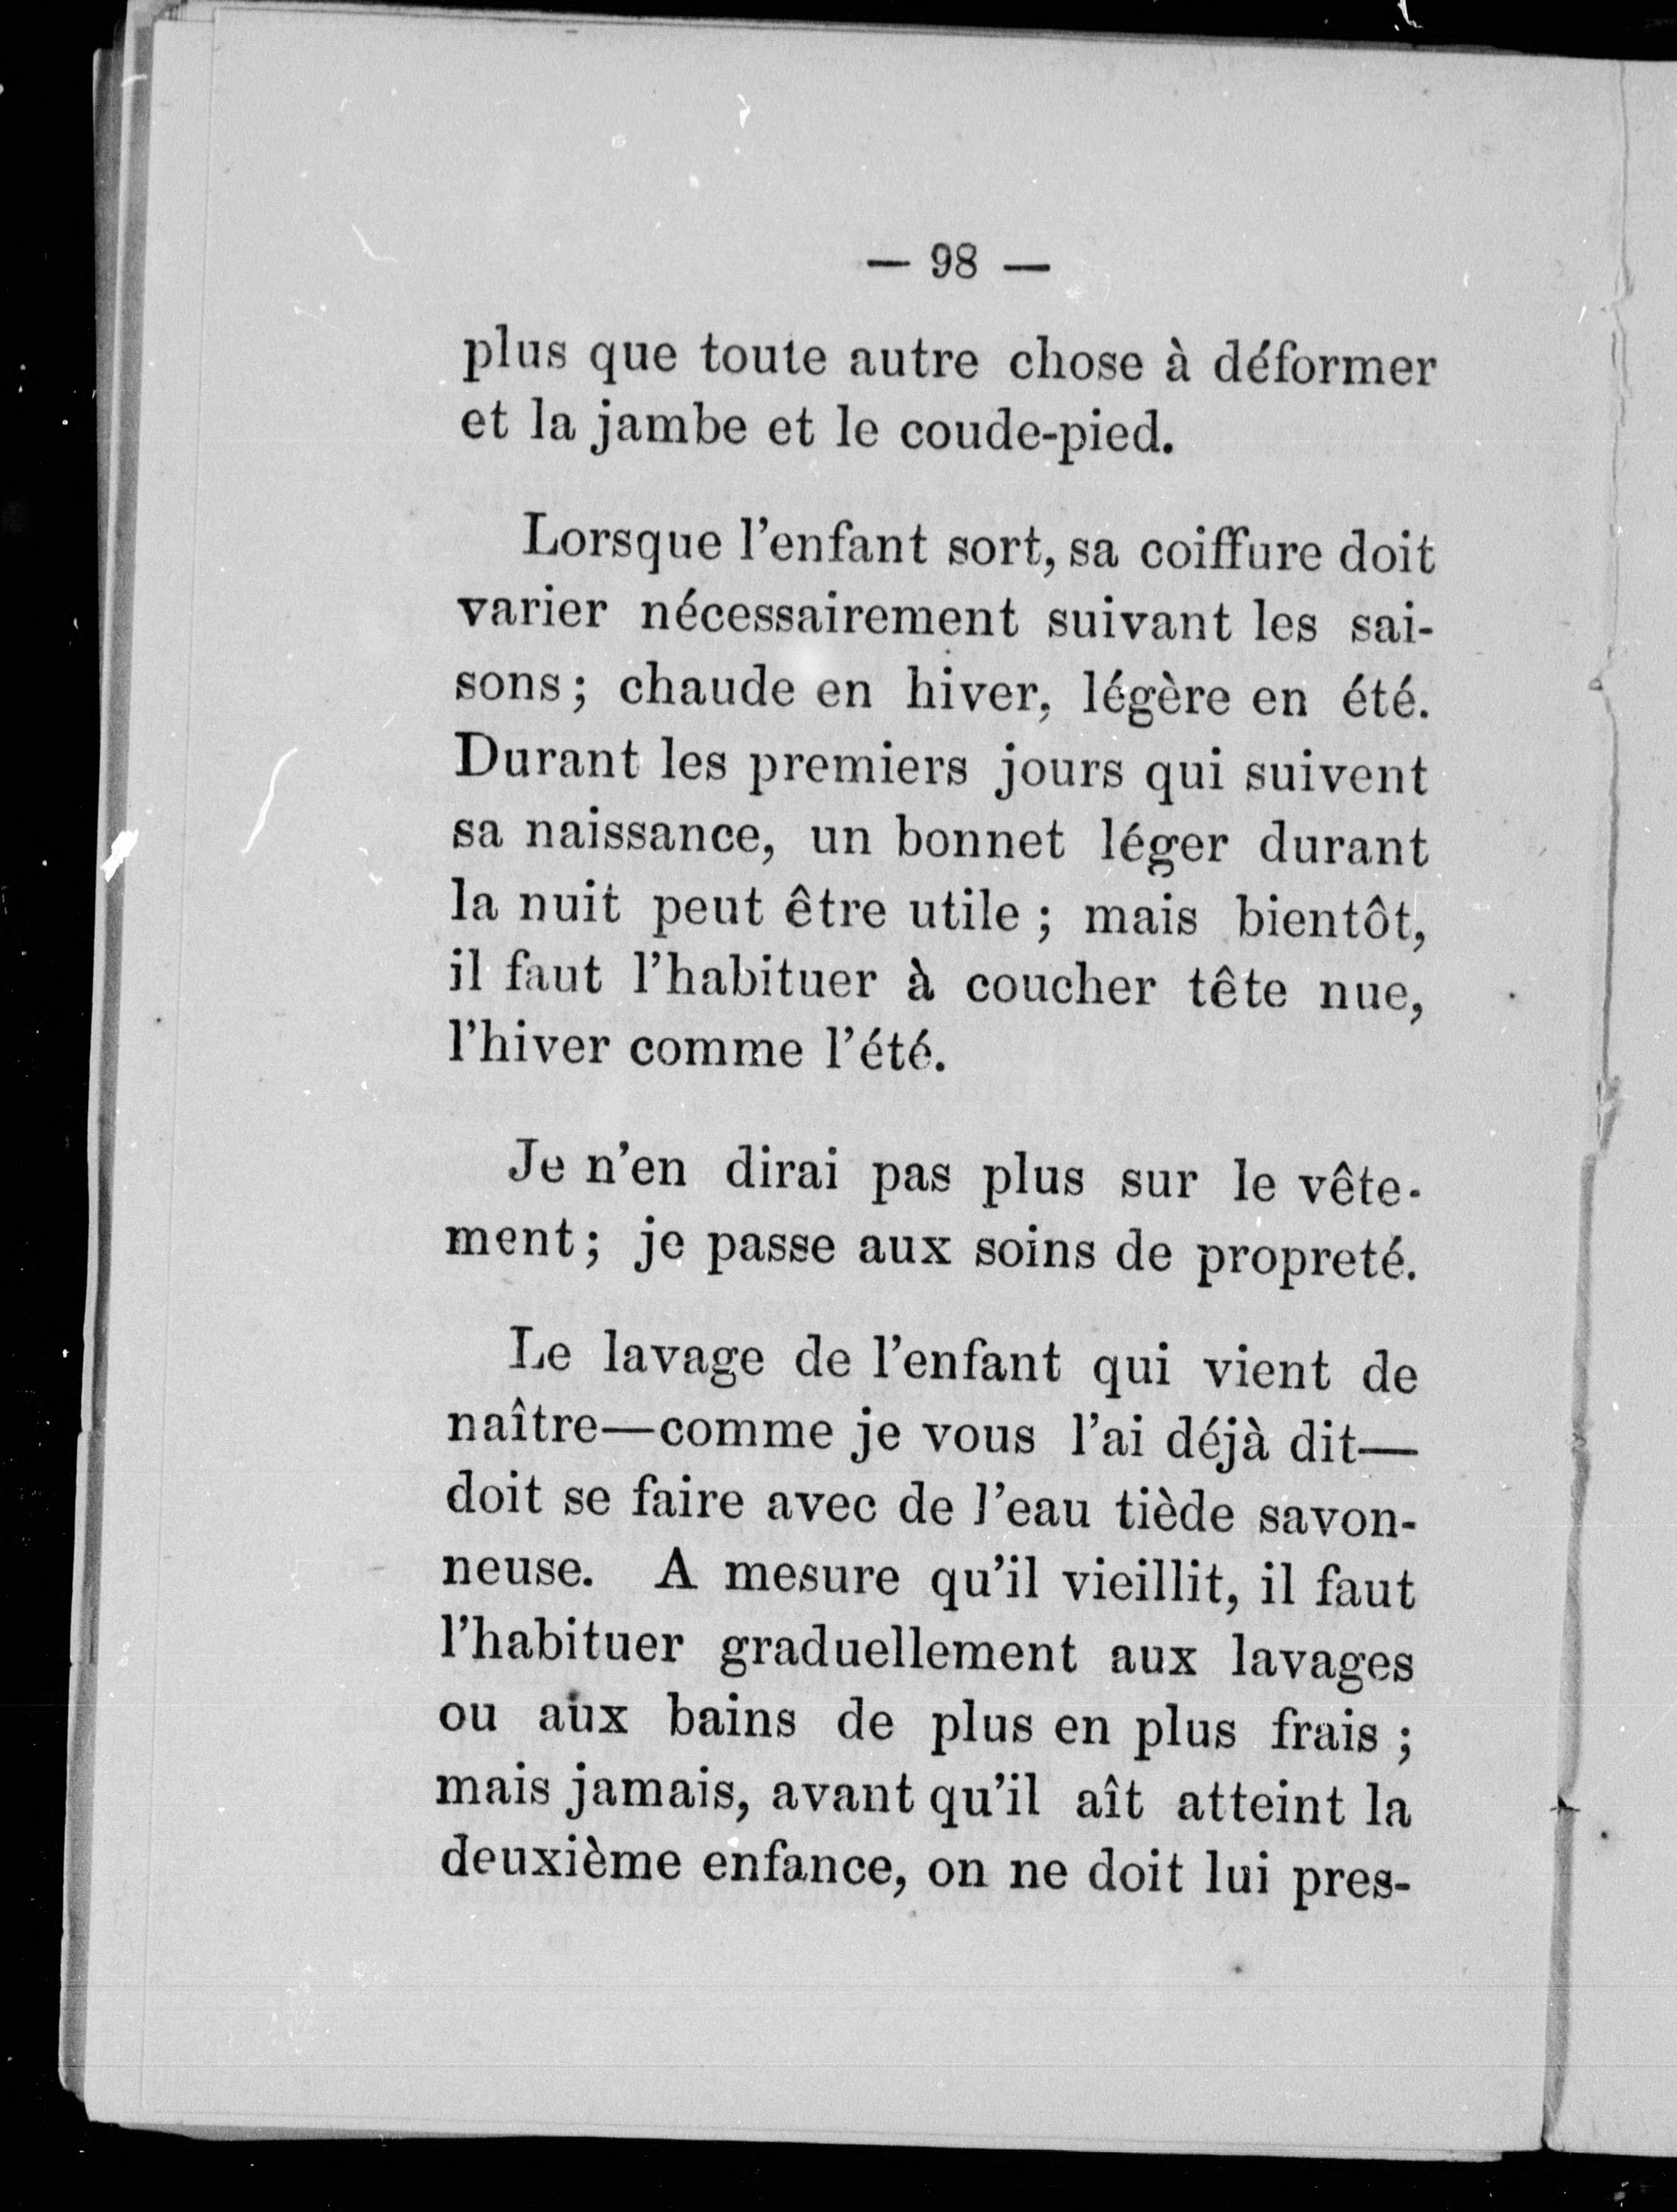 — 98 —
plus que toute autre chose à déformer
et la jambe et le coude-pied.
Lorsque l'enfant sort, sa coiffure doit
varier nécessairement suivant les sai-
sons; chaude en hiver, légère en été.
Durant les premiers jours qui suivent
sa naissance, un bonnet léger durant
la nuit peut être utile ; mais bientôt,
il faut l'habituer à coucher tête nue,
l'hiver comme l'été.
Je n'en dirai pas plus sur le vête-
ment; je passe aux soins de propreté.
Le lavage de l'enfant qui vient de
naître—comme je vous l'ai déjà dit—
doit se faire avec de l'eau tiède savon-
neuse. A mesure qu'il vieillit, il faut
l'habituer graduellement aux lavages
ou aux bains de plus en plus frais ;
mais jamais, avant qu'il aît atteint la
deuxième enfance, on ne doit lui pres-